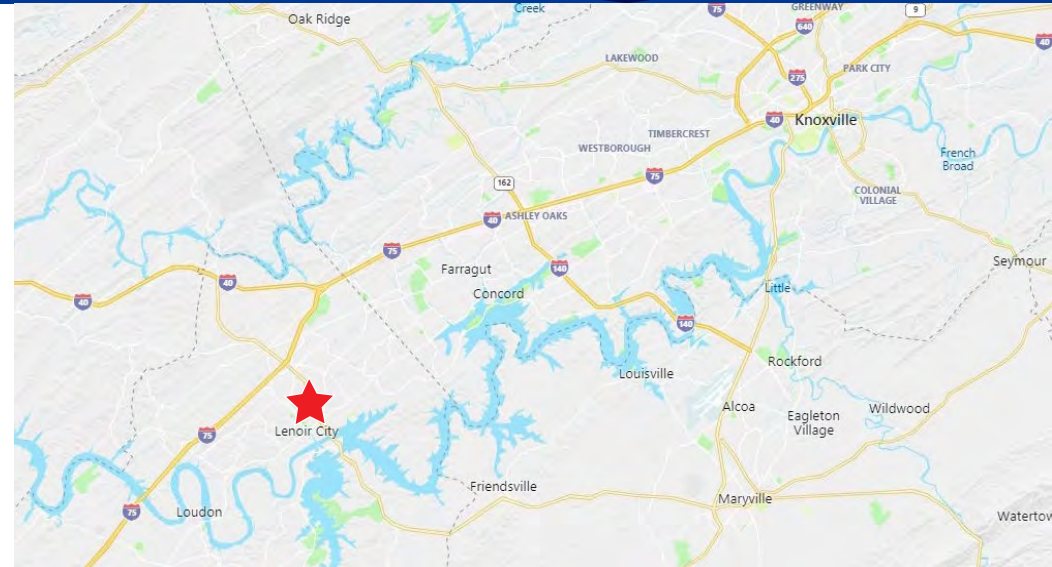 Creek
75
GREENWAY
9
Oak Ridge
640
40
LAKEWOOD
PARK CITY
275
40
Knoxville
TIMBERCREST
WESTBOROUGH
French
Broad
75
162
COLONIAL
VILLAGE
40
ASHLEY OAKS
75
Farragut
140
Seymour
40
40
Concord
Little
140
Rockford
Louisville
Alcoa
Eagleton
Village
Wildwood
Lenoir City
75
Friendsville
Maryville
75
Loudon
Watertow